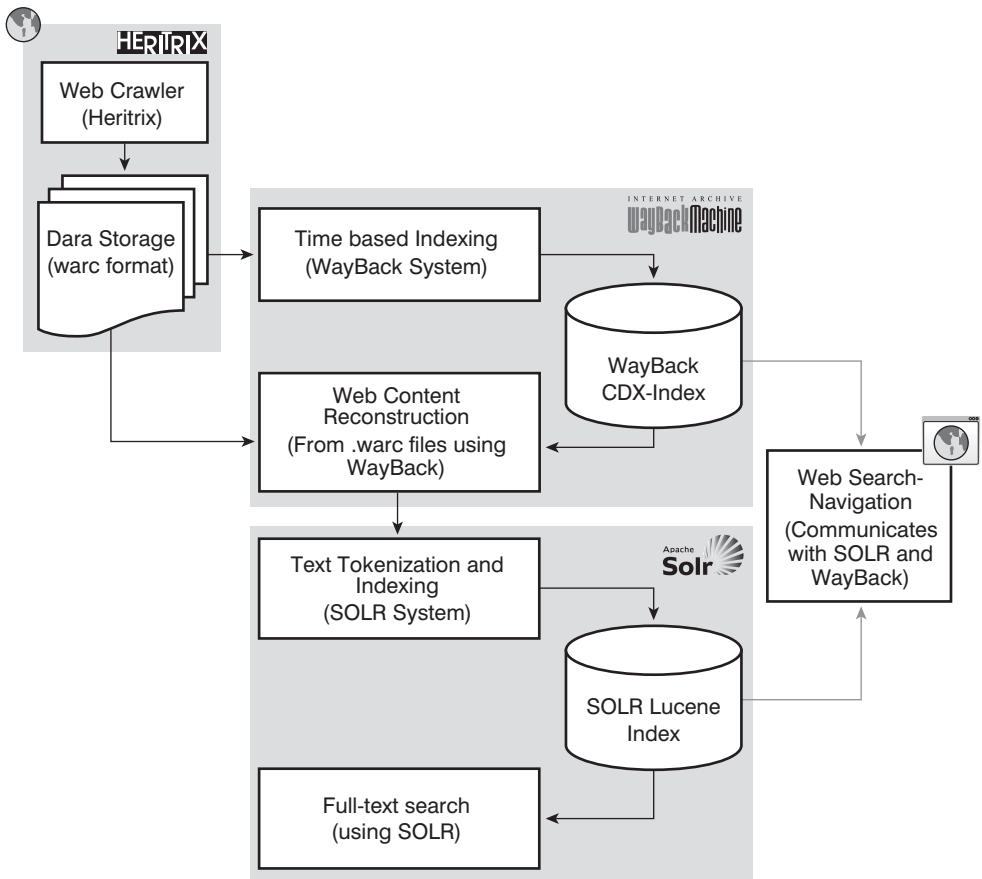 HERITRIX
Web Crawler
(Heritrix)
Dara Storage
(warc format)
INTERNET ARCHIVE
WayBackMachine
Time based Indexing
(WayBack System)
WayBack
CDX-Index
Web Content
Reconstruction
(From .warc files using
WayBack)
Web Search-
Navigation
(Communicates
with SOLR and
WayBack)
Apache
Solr
Text Tokenization and
Indexing
(SOLR System)
SOLR Lucene
Index
Full-text search
(using SOLR)